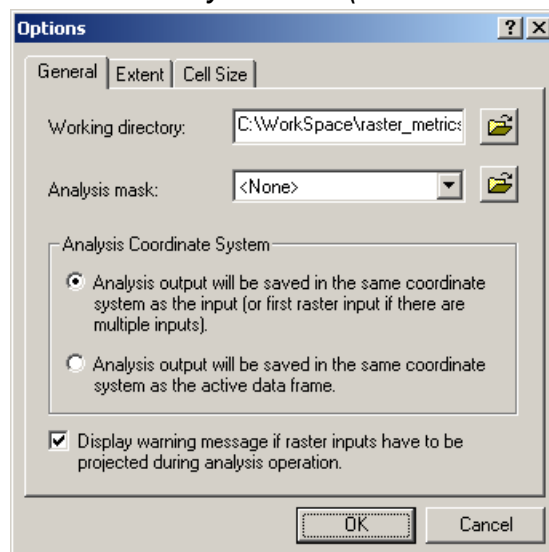 Options
General Extent Cell Size
Working directory: C:\WorkSpace\raster_metrics
Analysis mask: <None>
Analysis Coordinate System
Analysis output will be saved in the same coordinate
system as the input (or first raster input if there are
multiple inputs).
Analysis output will be saved in the same coordinate
system as the active data frame.
Display warning message if raster inputs have to be
projected during analysis operation.
OK Cancel